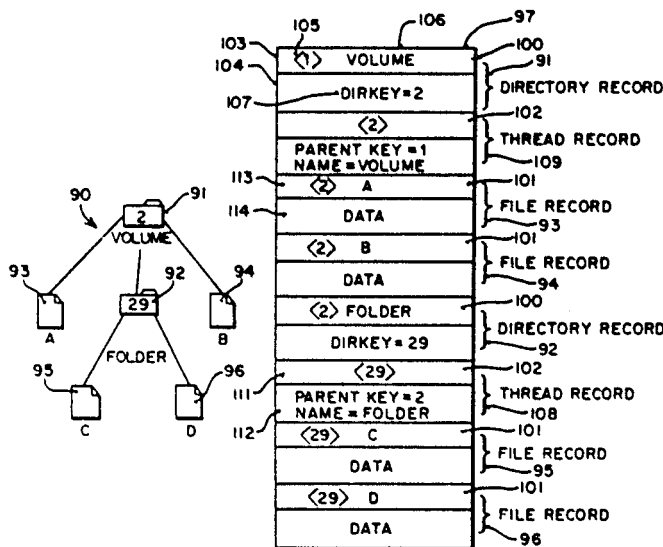 105
106
97
103
<1> VOLUME
100
91
104
DIRECTORY RECORD
107
DIRKEY=2
102
<2>
THREAD RECORD
PARENT KEY=1
NAME=VOLUME
109
113
<2> A
101
FILE RECORD
114
DATA
93
<2> B
101
FILE RECORD
DATA
94
<2> FOLDER
100
DIRECTORY RECORD
DIRKEY=29
92
102
111
<29>
THREAD RECORD
PARENT KEY=2
NAME=FOLDER
108
112
<29> C
101
FILE RECORD
DATA
95
<29> D
101
FILE RECORD
DATA
96
90
91
2
VOLUME
93
92
94
29
A
B
FOLDER
95
96
C
D